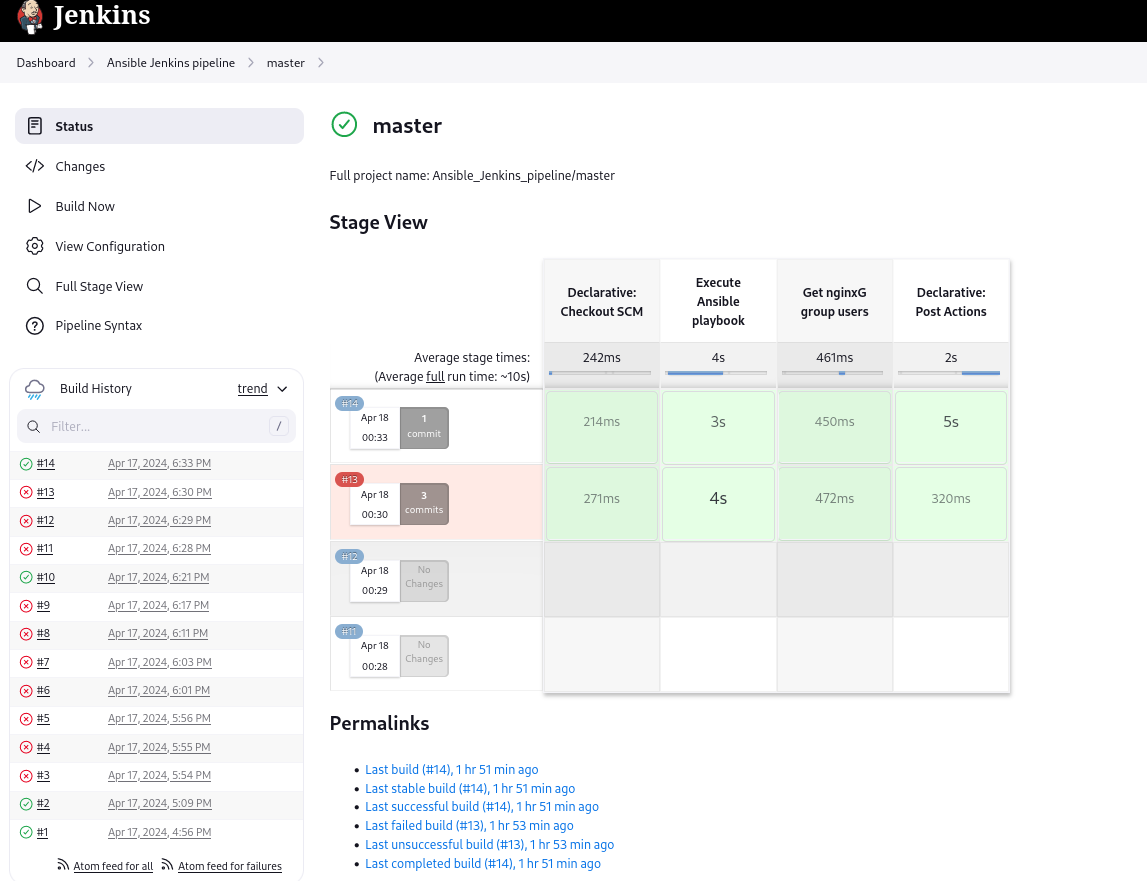 Jenkins
Dashboard
Ansible Jenkins pipeline
master
Status
Changes
Build Now
View Configuration
Full Stage View
Pipeline Syntax
Build History
trend
Filter...
/
#14 Apr 17, 2024, 6:33 PM
#13 Apr 17, 2024, 6:30 PM
#12 Apr 17, 2024, 6:29 PM
#11 Apr 17, 2024, 6:28 PM
#10 Apr 17, 2024, 6:21 PM
#9 Apr 17, 2024, 6:17 PM
#8 Apr 17, 2024, 6:11 PM
#7 Apr 17, 2024, 6:03 PM
#6 Apr 17, 2024, 6:01 PM
#5 Apr 17, 2024, 5:56 PM
#4 Apr 17, 2024, 5:55 PM
#3 Apr 17, 2024, 5:54 PM
#2 Apr 17, 2024, 5:09 PM
#1 Apr 17, 2024, 4:56 PM
Atom feed for all Atom feed for failures
master
Full project name: Ansible_Jenkins_pipeline/master
Stage View
Declarative:
Checkout SCM
Execute
Ansible
playbook
Get nginxG
group users
Declarative:
Post Actions
Average stage times:
(Average full run time: ~10s)
242ms 4s 461ms 2s
#14
Apr 18
00:33
1
commit
214ms 3s 450ms 5s
#13
Apr 18
00:30
3
commits
271ms 4s 472ms 320ms
#12
Apr 18
00:29
No
Changes
#11
Apr 18
00:28
No
Changes
Permalinks
Last build (#14), 1 hr 51 min ago
Last stable build (#14), 1 hr 51 min ago
Last successful build (#14), 1 hr 51 min ago
Last failed build (#13), 1 hr 53 min ago
Last unsuccessful build (#13), 1 hr 53 min ago
Last completed build (#14), 1 hr 51 min ago